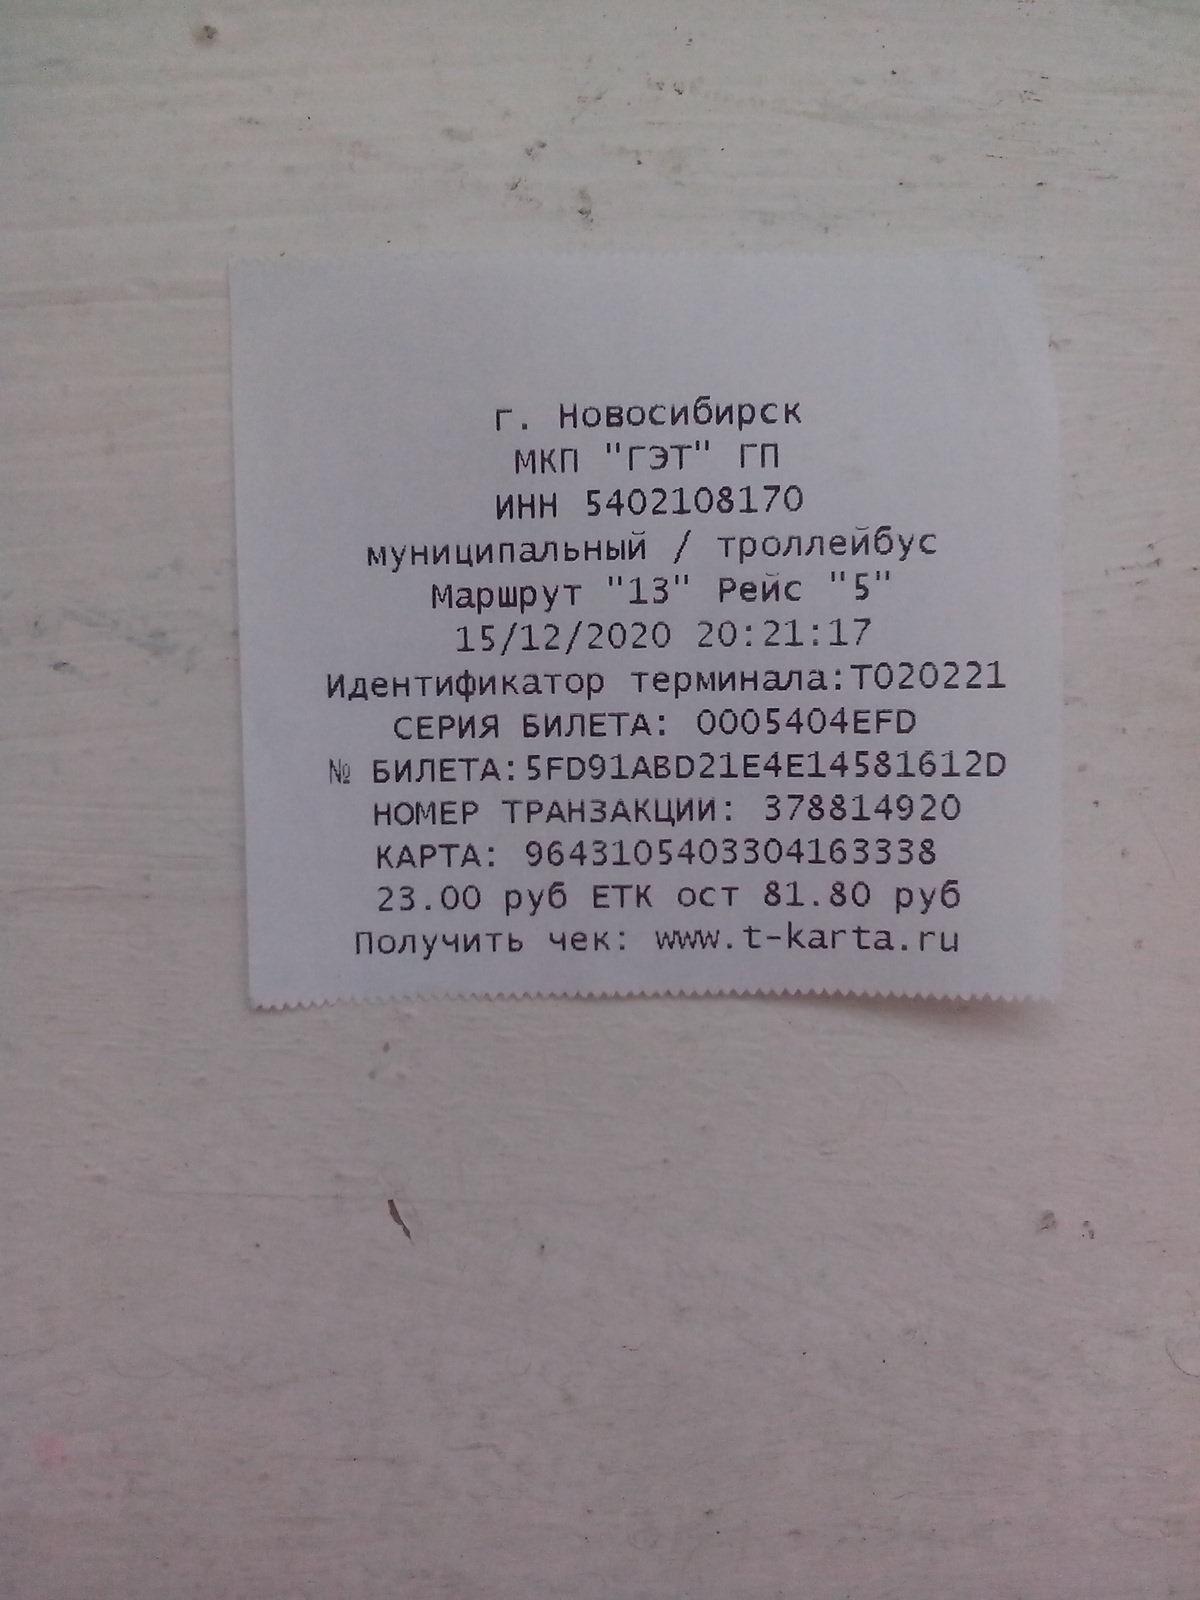 г. Новосибирск
МКП "ГЭТ" ГП
ИНН 5402108170
муниципальный / троллейбус
Маршрут "13" Рейс "5"
15/12/2020 20:21:17
Идентификатор терминала:T020221
СЕРИЯ БИЛЕТА: 0005404EFD
№ БИЛЕТА:5FD91ABD21E4E14581612D
НОМЕР ТРАНЗАКЦИИ: 378814920
КАРТА: 9643105403304163338
23.00 руб ЕТК ост 81.80 руб
Получить чек: www.t-karta.ru